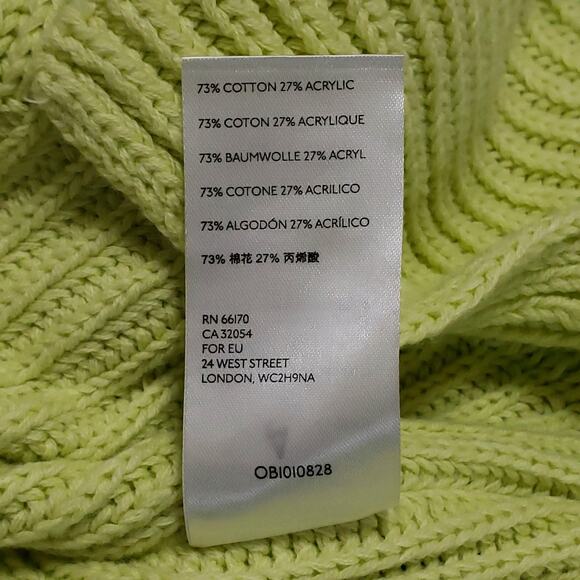 73% COTTON 27% ACRYLIC
73% COTON 27% ACRYLIQUE
73% BAUMWOLLE 27% ACRYL
73% COTONE 27% ACRILICO
73% ALGODÓN 27% ACRÍLICO
73% 棉花 27% 丙烯酸
RN 66170
CA 32054
FOR EU
24 WEST STREET
LONDON, WC2H9NA
OB1010828